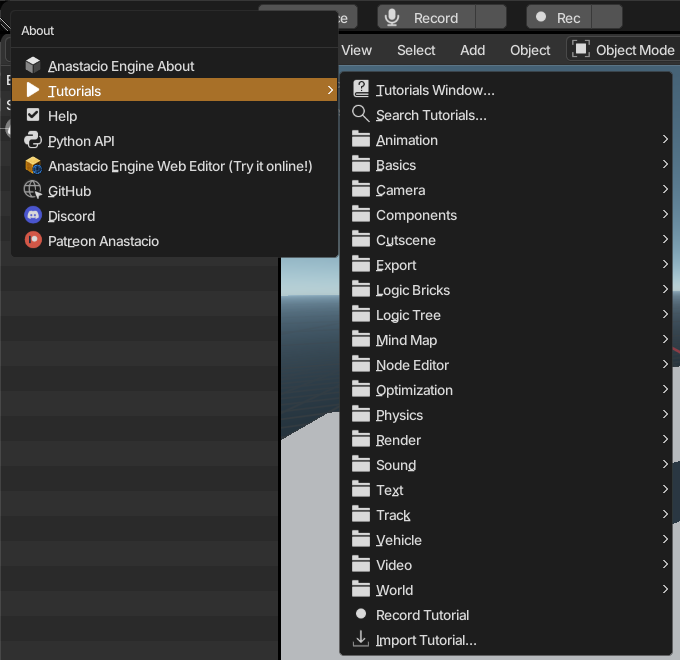 Record
Rec
View Select Add Object Object Mode
About
Anastacio Engine About
Tutorials
Help
Python API
Anastacio Engine Web Editor (Try it online!)
GitHub
Discord
Patreon Anastacio
Tutorials Window...
Search Tutorials...
Animation
Basics
Camera
Components
Cutscene
Export
Logic Bricks
Logic Tree
Mind Map
Node Editor
Optimization
Physics
Render
Sound
Text
Track
Vehicle
Video
World
Record Tutorial
Import Tutorial...